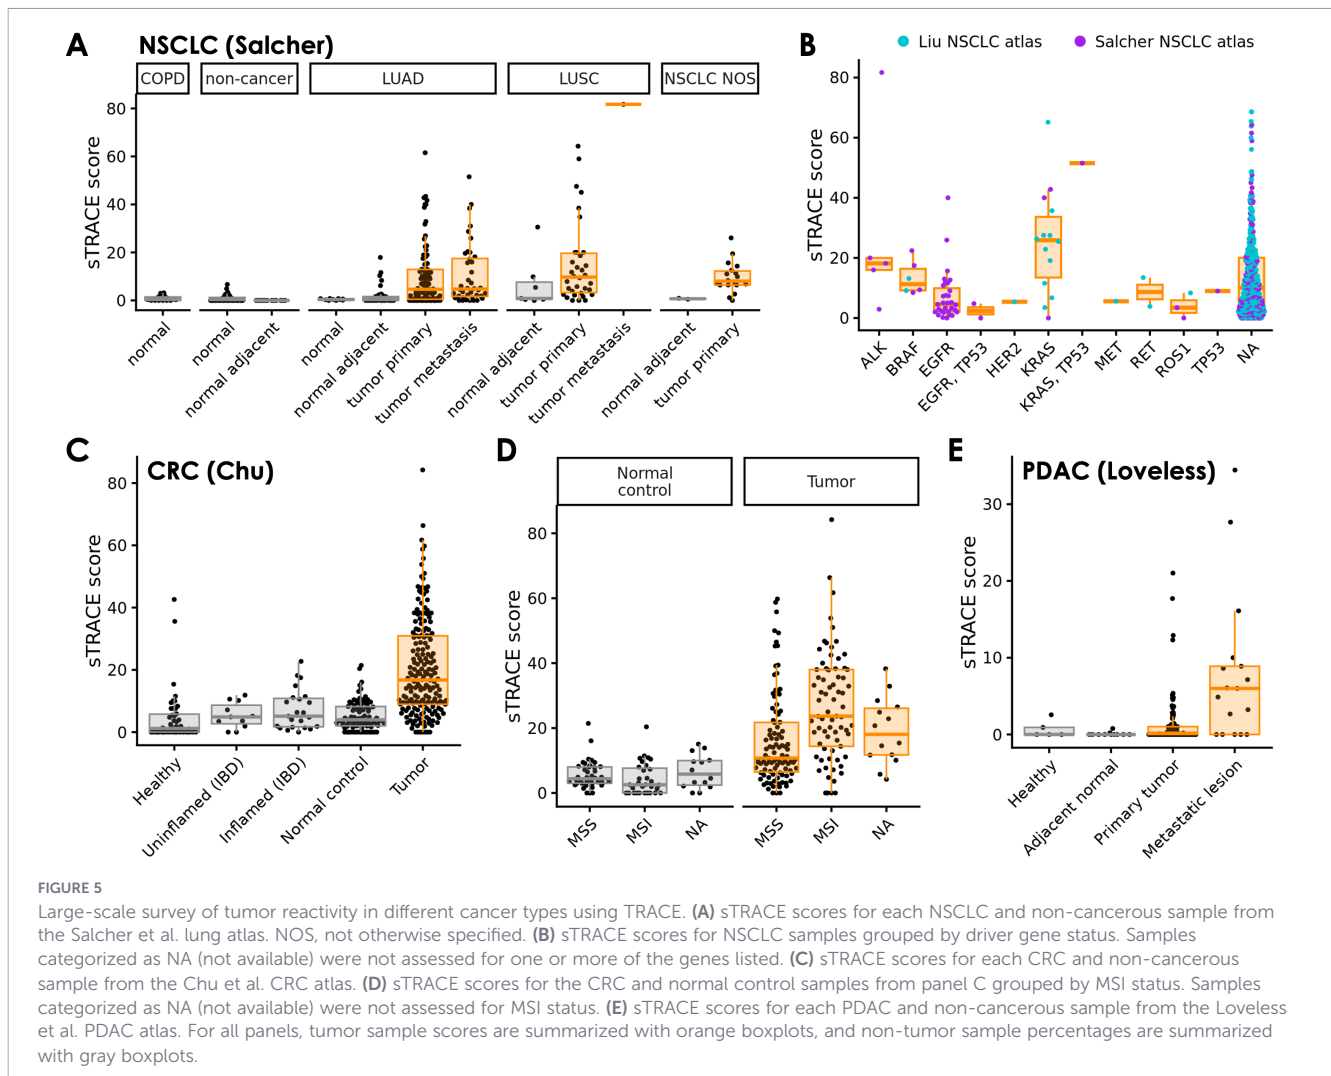 A
NSCLC (Salcher)
COPD
non-cancer
LUAD
LUSC
NSCLC NOS
sTRACE score
80
60
40
20
0
normal
normal
normal adjacent
normal
normal adjacent
tumor primary
tumor metastasis
normal adjacent
tumor primary
tumor metastasis
normal adjacent
tumor primary
B
Liu NSCLC atlas
Salcher NSCLC atlas
sTRACE score
80
60
40
20
0
ALK
BRAF
EGFR
EGFR, TP53
HER2
KRAS
KRAS, TP53
MET
RET
ROS1
TP53
NA
C
CRC (Chu)
sTRACE score
80
60
40
20
0
Healthy
Uninflamed (IBD)
Inflamed (IBD)
Normal control
Tumor
D
Normal
control
Tumor
sTRACE score
80
60
40
20
0
MSS
MSI
NA
MSS
MSI
NA
E
PDAC (Loveless)
sTRACE score
30
20
10
0
Healthy
Adjacent normal
Primary tumor
Metastatic lesion
FIGURE 5
Large-scale survey of tumor reactivity in different cancer types using TRACE. (A) sTRACE scores for each NSCLC and non-cancerous sample from
the Salcher et al. lung atlas. NOS, not otherwise specified. (B) sTRACE scores for NSCLC samples grouped by driver gene status. Samples
categorized as NA (not available) were not assessed for one or more of the genes listed. (C) sTRACE scores for each CRC and non-cancerous
sample from the Chu et al. CRC atlas. (D) sTRACE scores for the CRC and normal control samples from panel C grouped by MSI status. Samples
categorized as NA (not available) were not assessed for MSI status. (E) sTRACE scores for each PDAC and non-cancerous sample from the Loveless
et al. PDAC atlas. For all panels, tumor sample scores are summarized with orange boxplots, and non-tumor sample percentages are summarized
with gray boxplots.